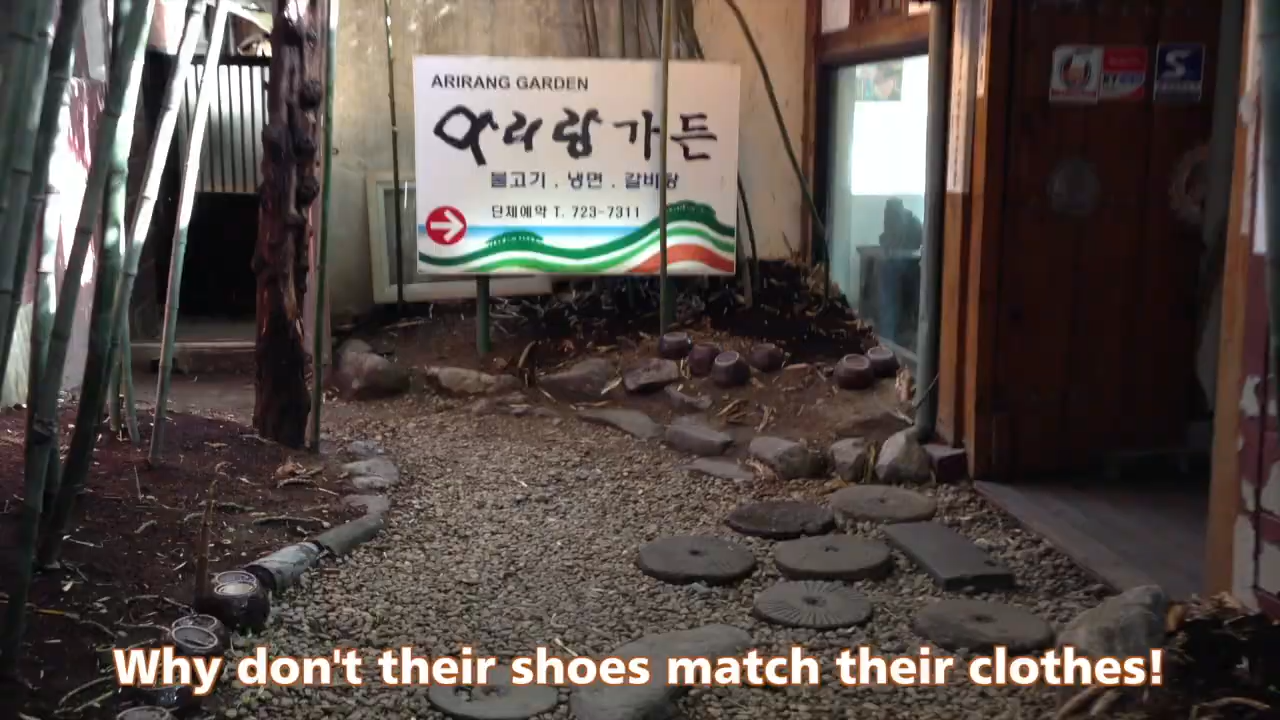 ARIRANG GARDEN
아리랑가든
불고기 . 냉면 . 갈비탕
단체예약 T. 723-7311
Why don't their shoes match their clothes!